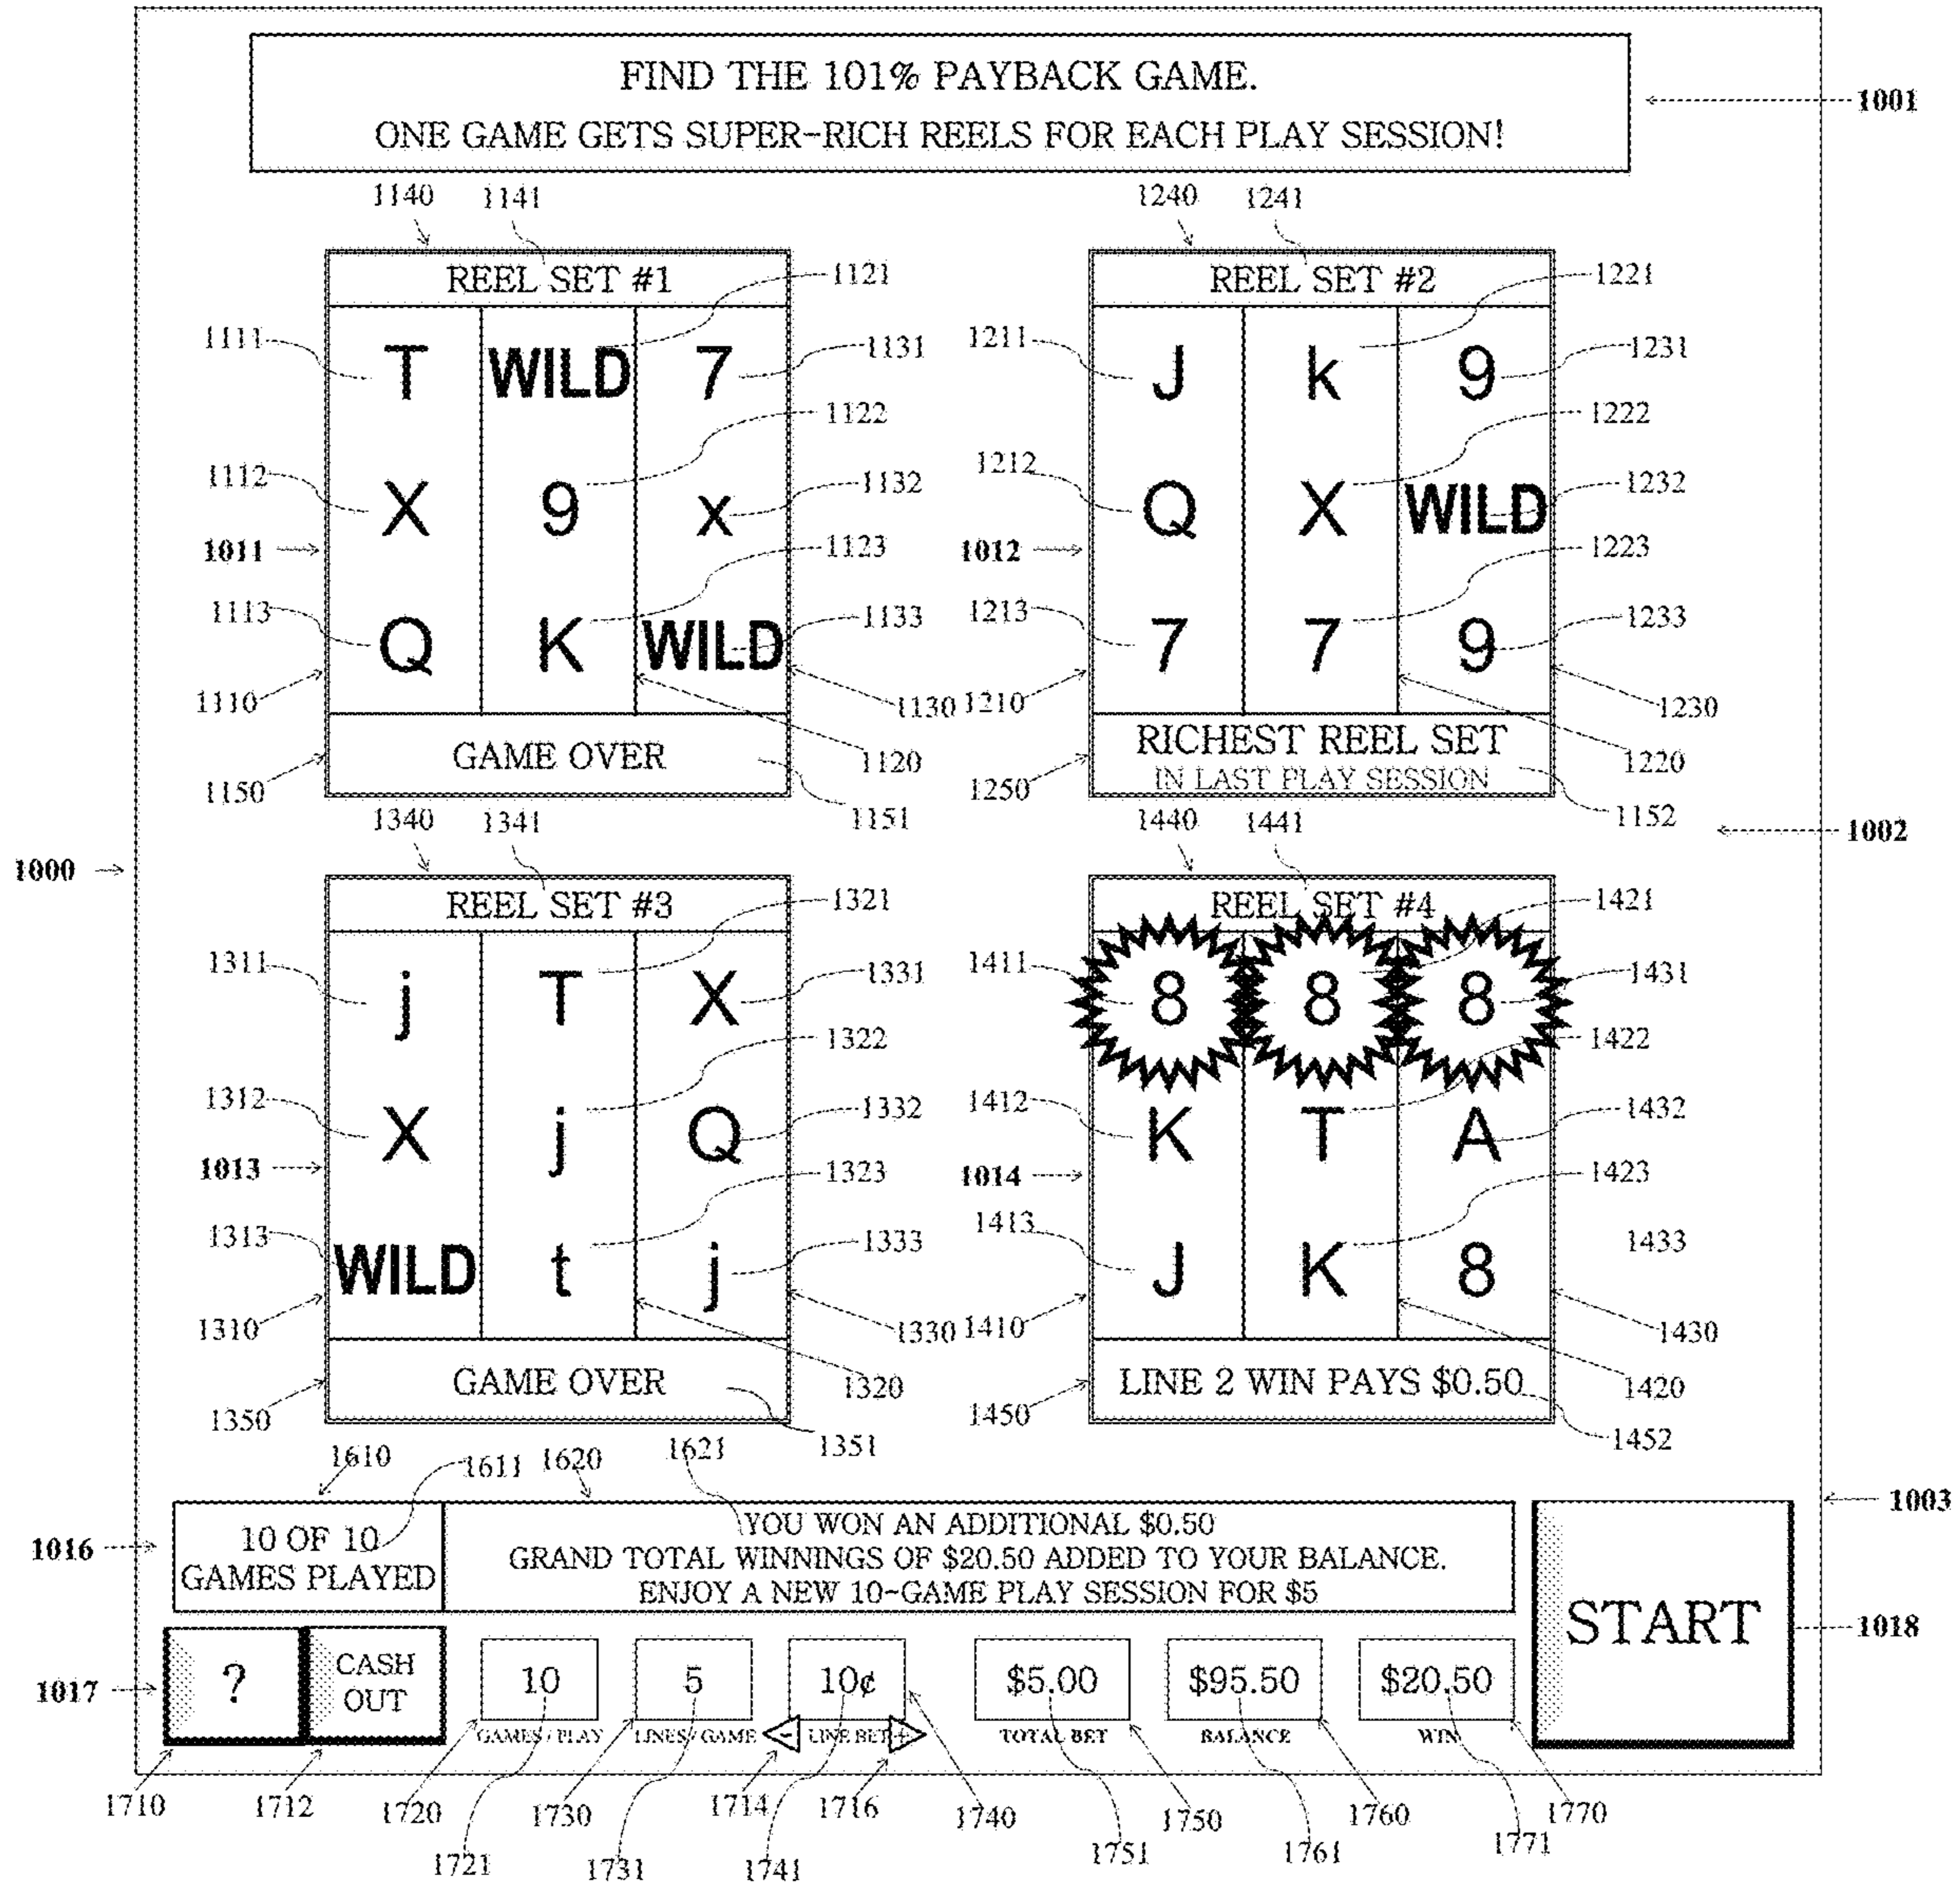 FIND THE 101% PAYBACK GAME.
1001
ONE GAME GETS SUPER-RICH REELS FOR EACH PLAY SESSION!
1140 1141 1240 1241
REEL SET #1 1121 REEL SET #2 1221
1111 T WILD 7 1131 1211 J k 9 1231
1122 1222
1112 X 9 x 1132 1212 Q X WILD 1232
1011 1123 1012 1223
1113 Q K WILD 1133 1213 7 7 9 1233
1110 1130 1210 1230
GAME OVER 1120 RICHEST REEL SET 1220
1150 1250 IN LAST PLAY SESSION
1340 1341 1151 1440 1441 1152
1002
1000
REEL SET #3 1321 REEL SET #4 1421
1311 j T X 1331 1411 8 8 8 1431
1322 1422
1312 X j Q 1332 1412 K T A 1432
1013 1323 1014 1423
1313 WILD t j 1333 1413 J K 8 1433
1310 1330 1410 1430
GAME OVER 1320 LINE 2 WIN PAYS $0.50 1420
1350 1450
1610 1611 1620 1621 1351 1452
1003
1016 10 OF 10 GAMES PLAYED
YOU WON AN ADDITIONAL $0.50
GRAND TOTAL WINNINGS OF $20.50 ADDED TO YOUR BALANCE.
ENJOY A NEW 10-GAME PLAY SESSION FOR $5
START 1018
1017 ? CASH OUT 10 5 10¢ $5.00 $95.50 $20.50
GAMES / PLAY LINES / GAME - LINE BET + TOTAL BET BALANCE WIN
1710 1712 1720 1730 1714 1716 1740 1750 1760 1770
1721 1731 1741 1751 1761 1771